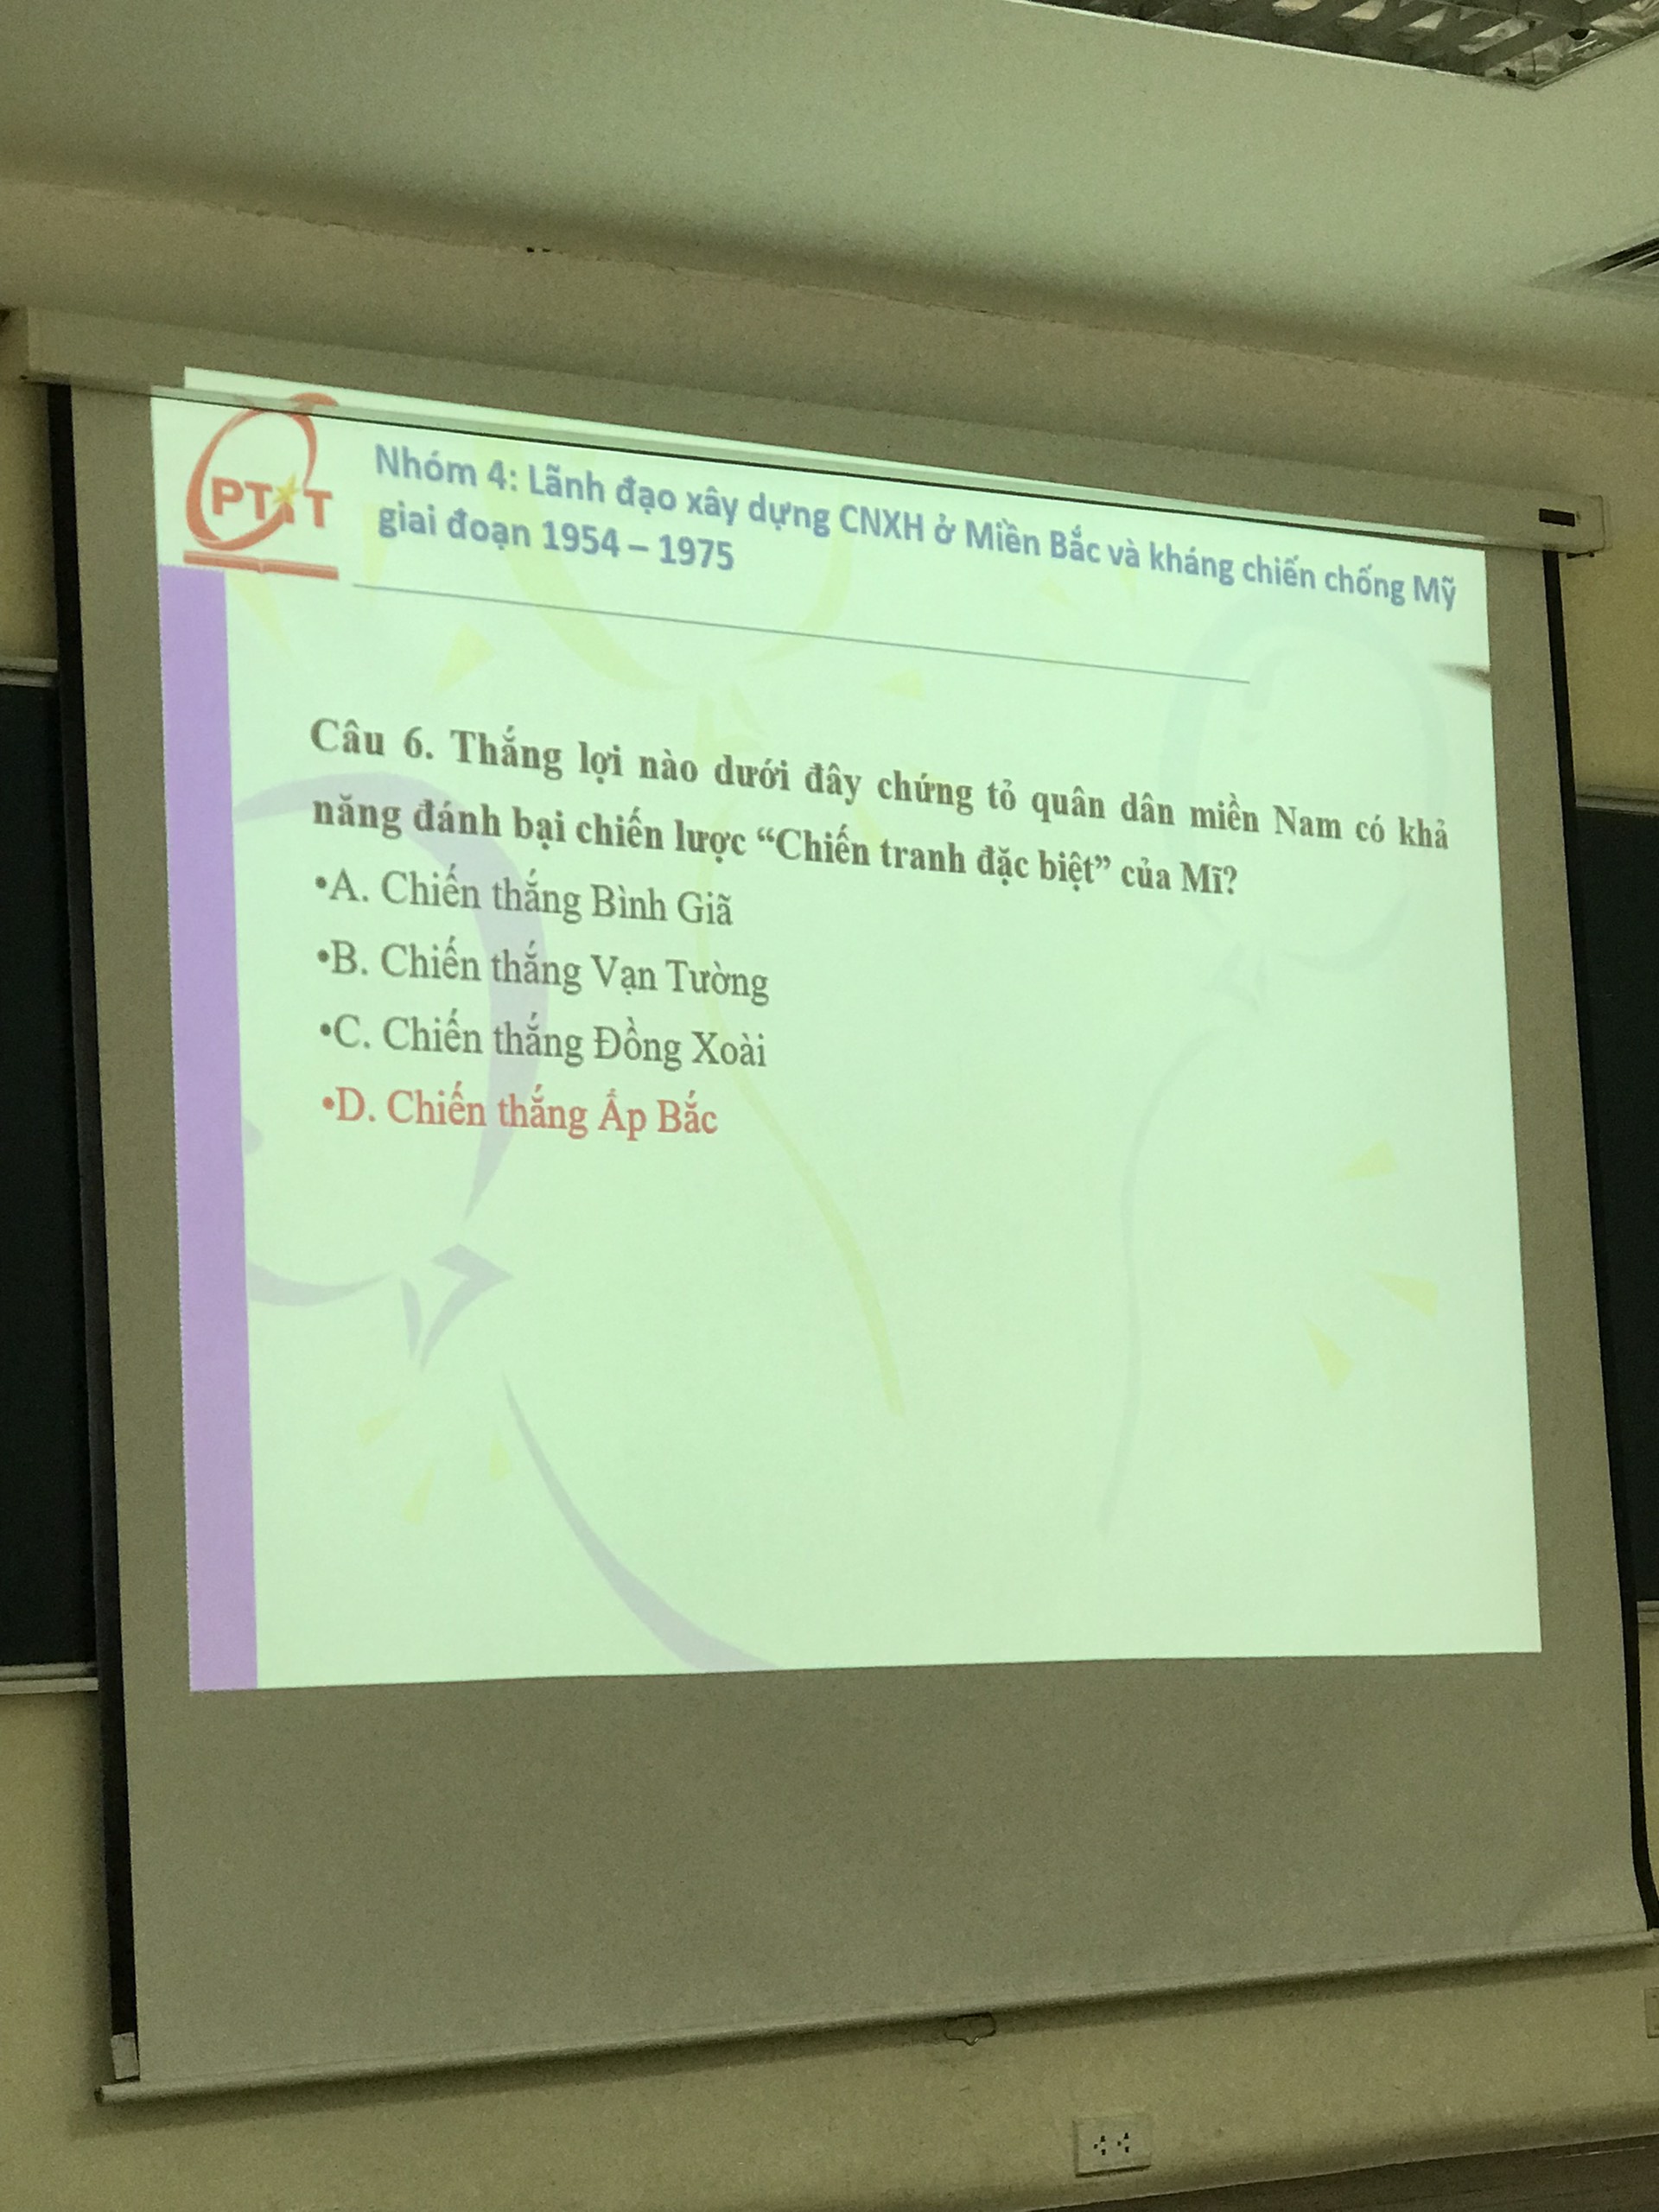 PTiT
Nhóm 4: Lãnh đạo xây dựng CNXH ở Miền Bắc và kháng chiến chống Mỹ
giai đoạn 1954 – 1975
Câu 6. Thắng lợi nào dưới đây chứng tỏ quân dân miền Nam có khả
năng đánh bại chiến lược “Chiến tranh đặc biệt” của Mĩ?
•A. Chiến thắng Bình Giã
•B. Chiến thắng Vạn Tường
•C. Chiến thắng Đồng Xoài
•D. Chiến thắng Ấp Bắc